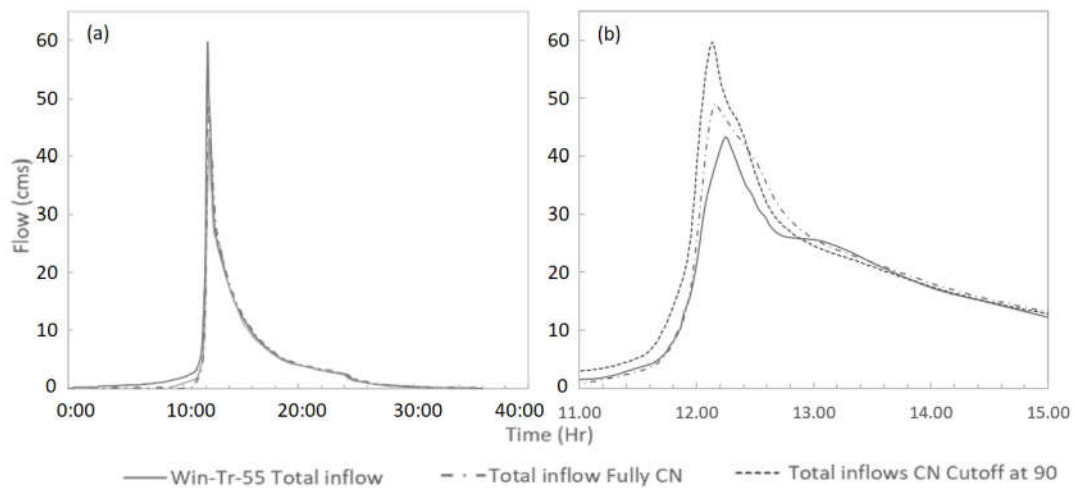 (a)
60
50
40
30
20
10
0
Flow (cms)
0:00 10:00 20:00 30:00 40:00
(b)
60
50
40
30
20
10
0
11.00 12.00 13.00 14.00 15.00
Time (Hr)
Win-Tr-55 Total inflow Total inflow Fully CN Total inflows CN Cutoff at 90